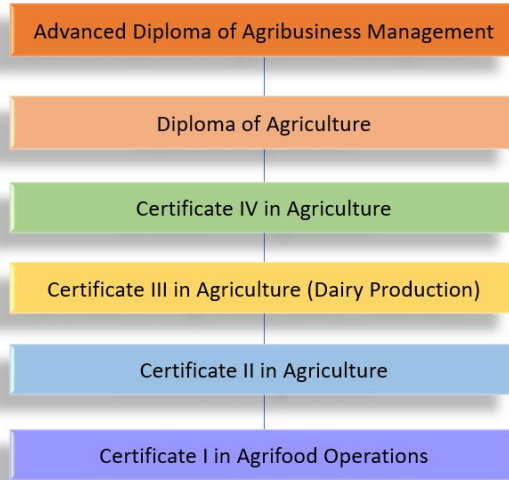 Advanced Diploma of Agribusiness Management
Diploma of Agriculture
Certificate IV in Agriculture
Certificate III in Agriculture (Dairy Production)
Certificate II in Agriculture
Certificate I in Agrifood Operations